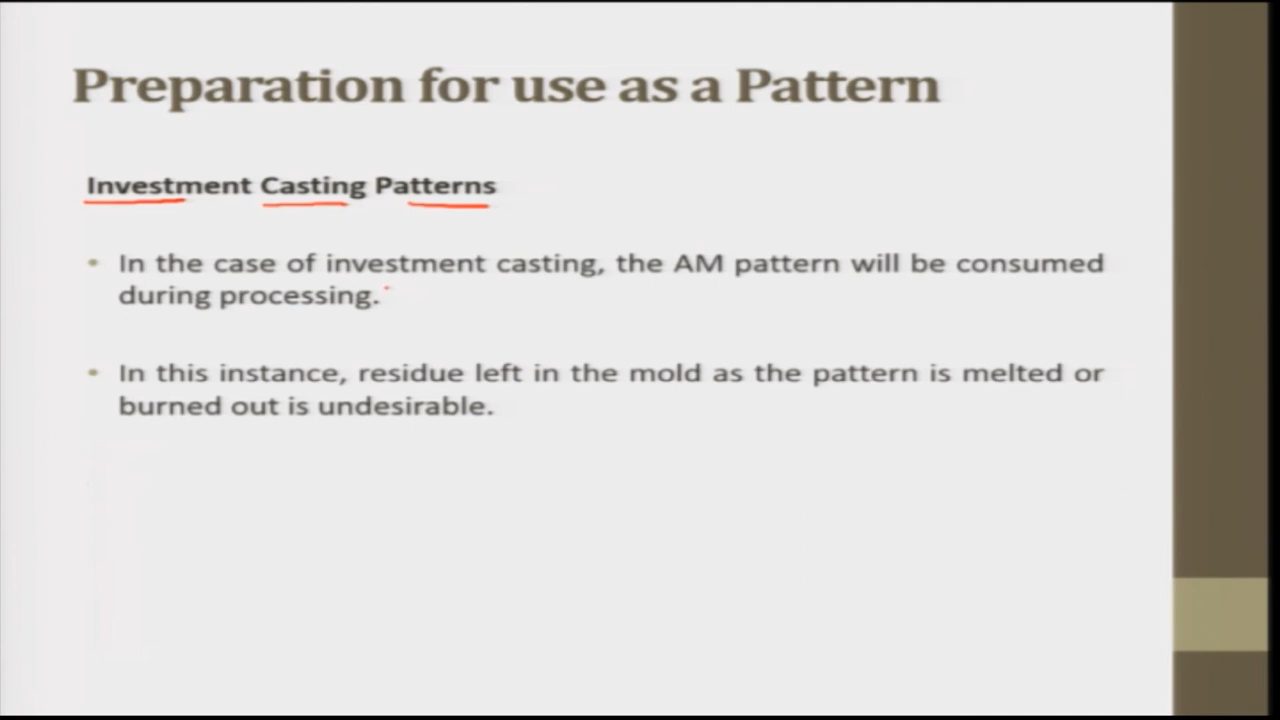 Preparation for use as a Pattern
Investment Casting Patterns
• In the case of investment casting, the AM pattern will be consumed
during processing.
• In this instance, residue left in the mold as the pattern is melted or
burned out is undesirable.